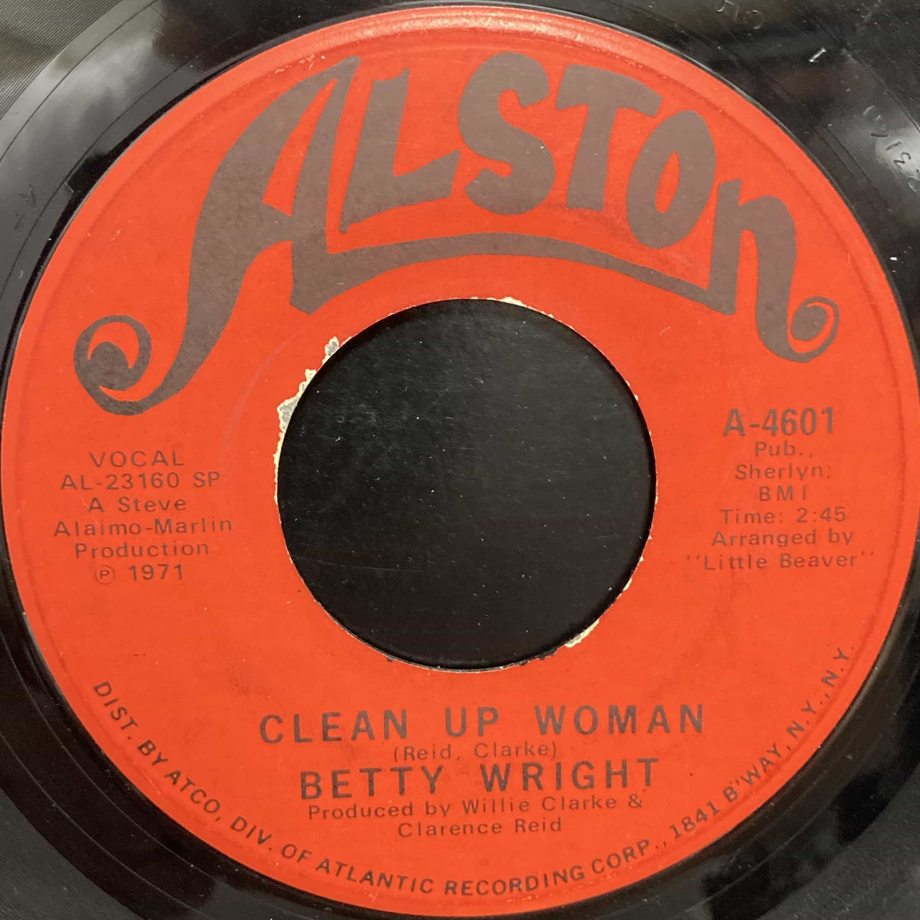 ALSTON
VOCAL
AL-23160 SP
A Steve
Alaimo-Marlin
Production
℗ 1971
A-4601
Pub.,
Sherlyn,
BMI
Time: 2:45
Arranged by
"Little Beaver"
CLEAN UP WOMAN
(Reid, Clarke)
BETTY WRIGHT
Produced by Willie Clarke &
Clarence Reid
DIST. BY ATCO, DIV. OF ATLANTIC RECORDING CORP., 1841 B'WAY, N.Y., N.Y.